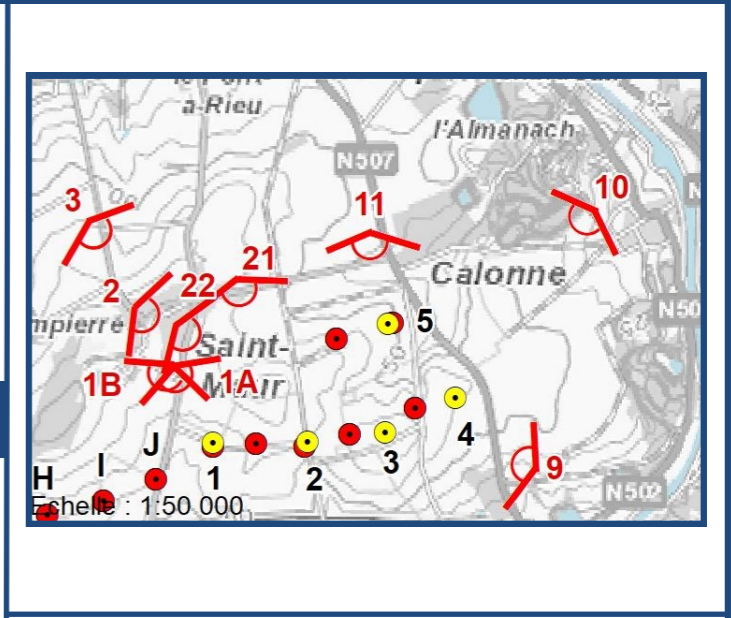 a-Rieu
l'Almanach
N507
3
10
11
21
2
22
Calonne
N50
mpierre
5
Saint-
Maur
1B
1A
4
J
1
2
3
9
I
H
N502
Echelle : 1:50 000